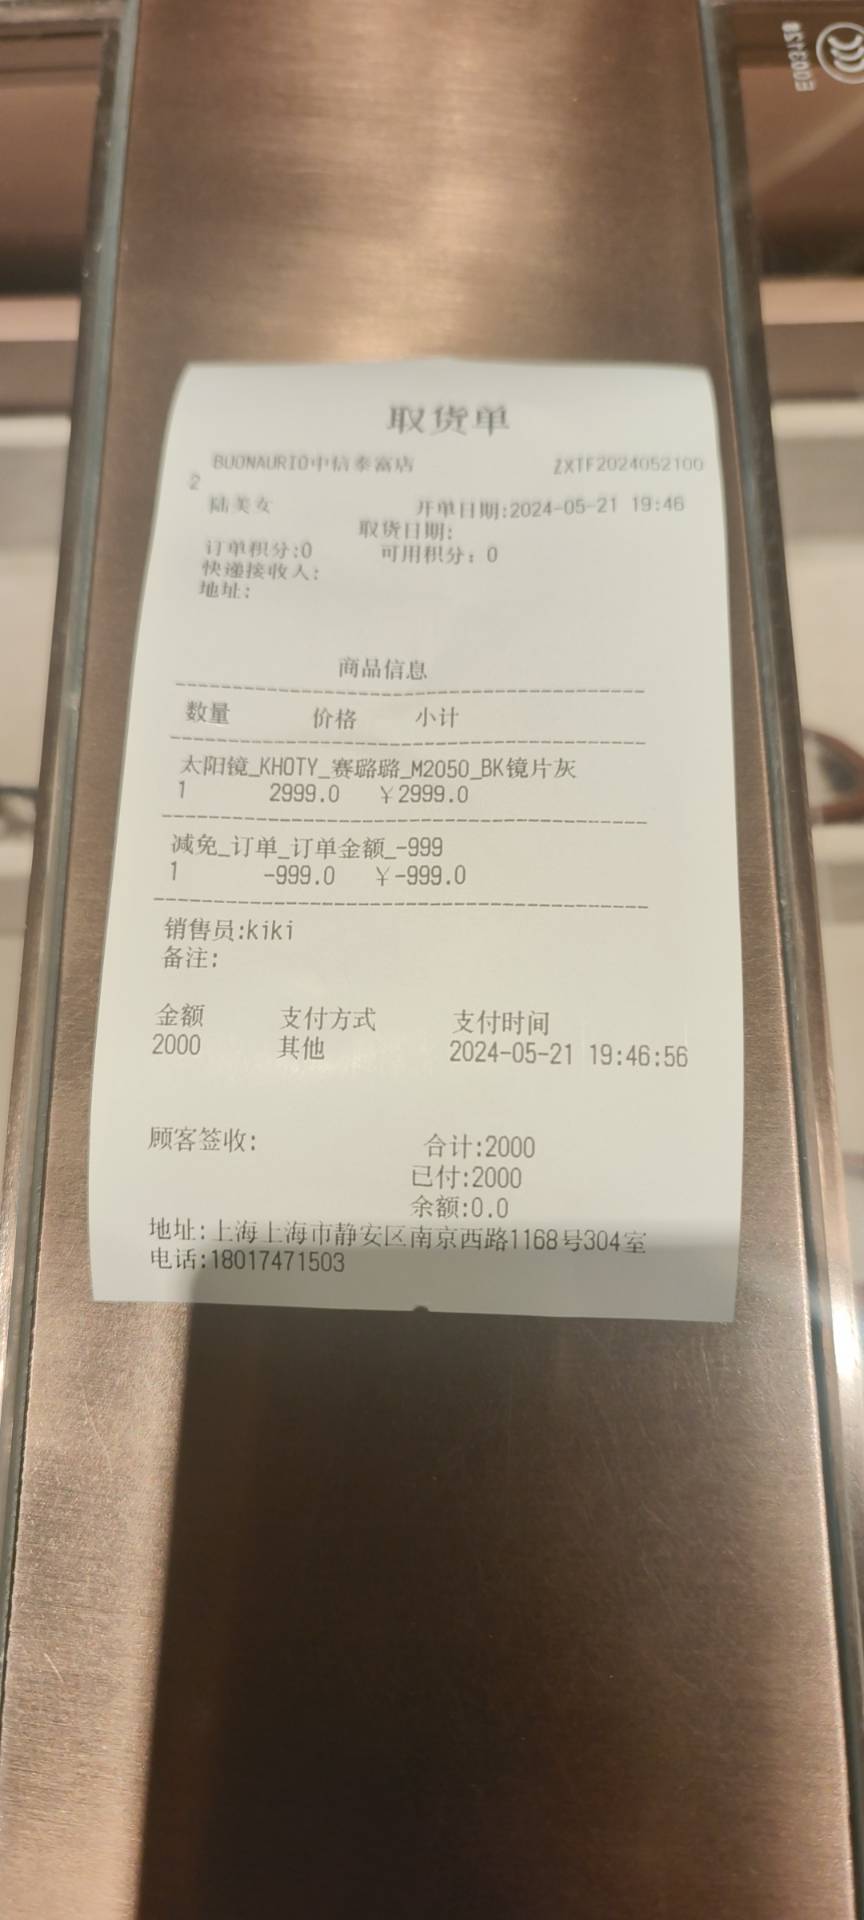 E003128
取货单
BUONAURIO中信泰富店 ZXTF2024052100
2
陆美女 开单日期:2024-05-21 19:46
取货日期:
订单积分:0 可用积分: 0
快递接收人:
地址:
商品信息
数量 价格 小计
太阳镜_KHOTY_赛璐璐_M2050_BK镜片灰
1 2999.0 ￥2999.0
减免_订单_订单金额_-999
1 -999.0 ￥-999.0
销售员:kiki
备注:
金额 支付方式 支付时间
2000 其他 2024-05-21 19:46:56
顾客签收: 合计:2000
已付:2000
余额:0.0
地址:上海上海市静安区南京西路1168号304室
电话:18017471503